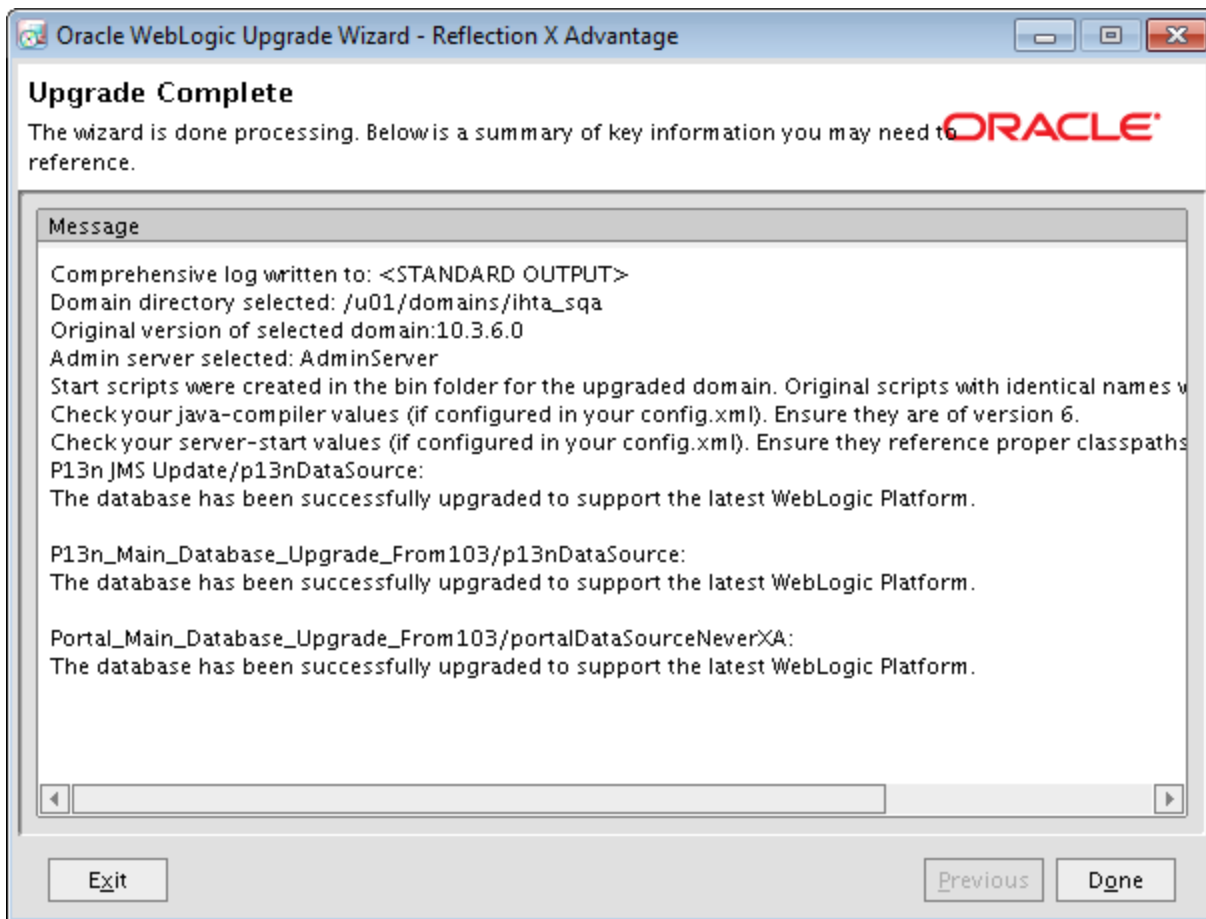 Oracle WebLogic Upgrade Wizard - Reflection X Advantage
Upgrade Complete
The wizard is done processing. Below is a summary of key information you may need to
reference.
ORACLE
Message
Comprehensive log written to: <STANDARD OUTPUT>
Domain directory selected: /u01/domains/ihta_sqa
Original version of selected domain:10.3.6.0
Admin server selected: AdminServer
Start scripts were created in the bin folder for the upgraded domain. Original scripts with identical names
Check your java-compiler values (if configured in your config.xml). Ensure they are of version 6.
Check your server-start values (if configured in your config.xml). Ensure they reference proper classpaths
P13n JMS Update/p13nDataSource:
The database has been successfully upgraded to support the latest WebLogic Platform.
P13n_Main_Database_Upgrade_From103/p13nDataSource:
The database has been successfully upgraded to support the latest WebLogic Platform.
Portal_Main_Database_Upgrade_From103/portalDataSourceNeverXA:
The database has been successfully upgraded to support the latest WebLogic Platform.
Exit
Previous
Done